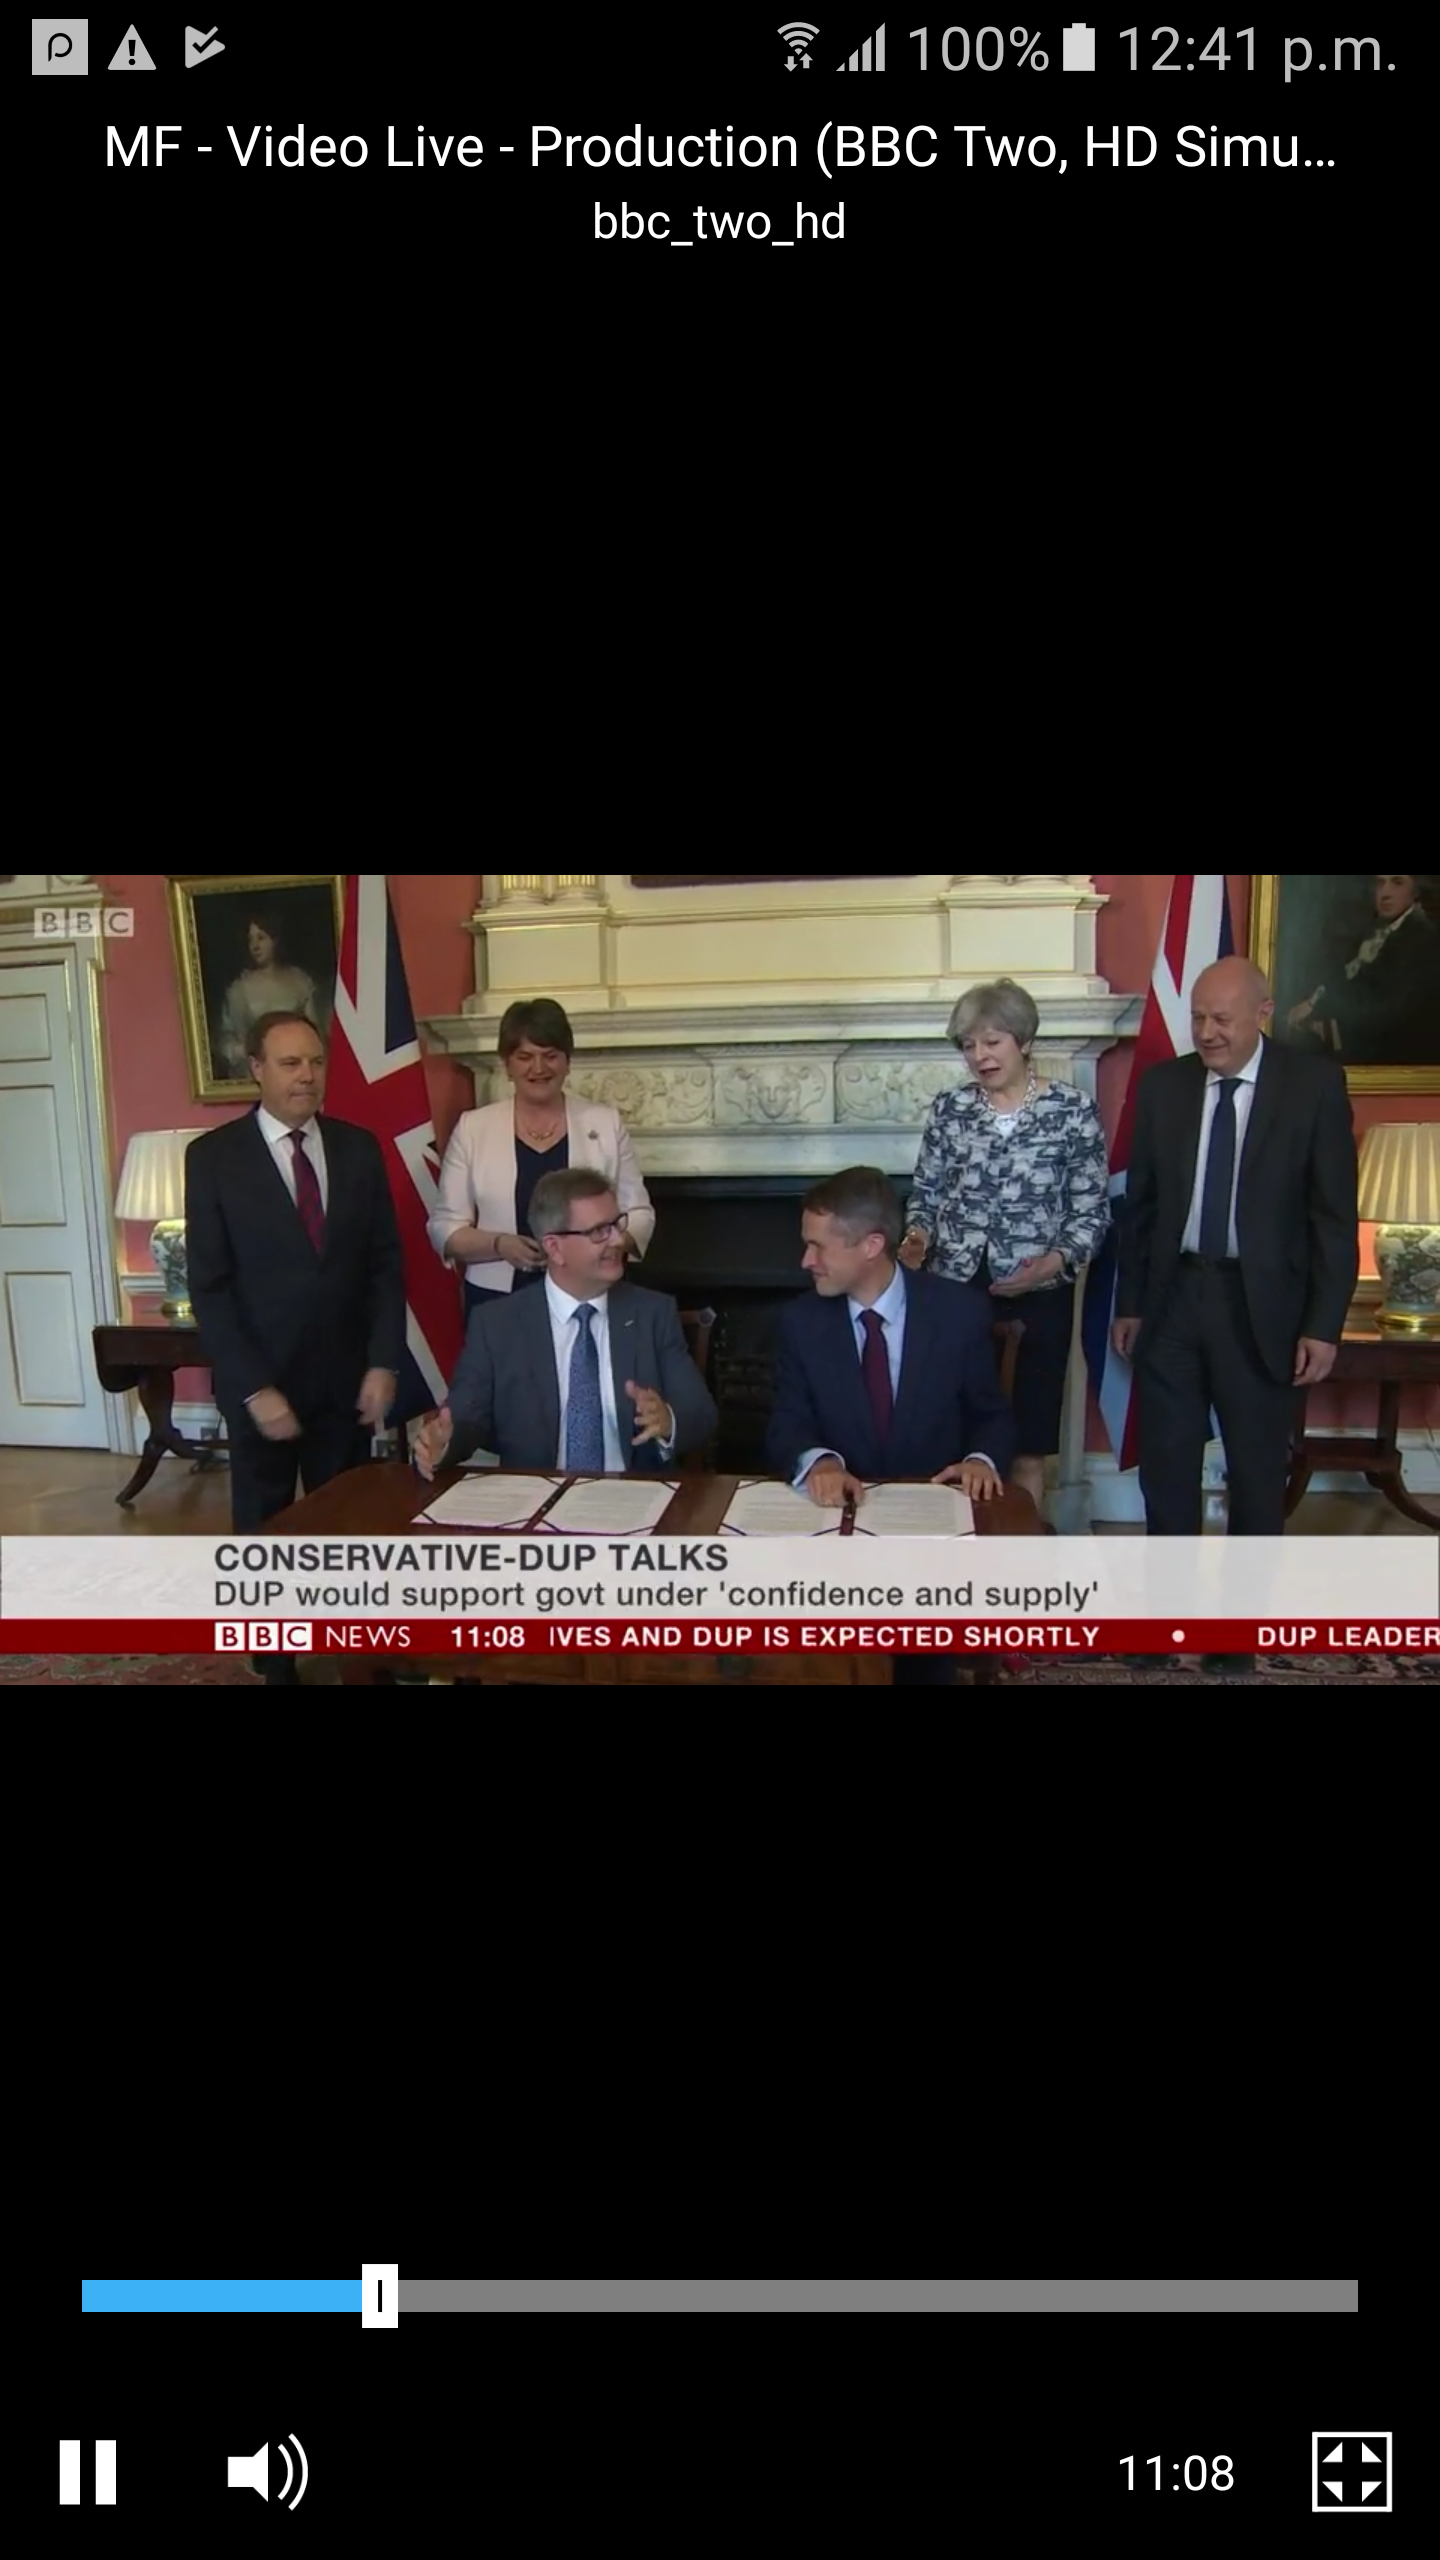 100% 12:41 p.m.
MF - Video Live - Production (BBC Two, HD Simu...
bbc_two_hd
BBC
CONSERVATIVE-DUP TALKS
DUP would support govt under 'confidence and supply'
BBC NEWS 11:08 IVES AND DUP IS EXPECTED SHORTLY • DUP LEADER
11:08